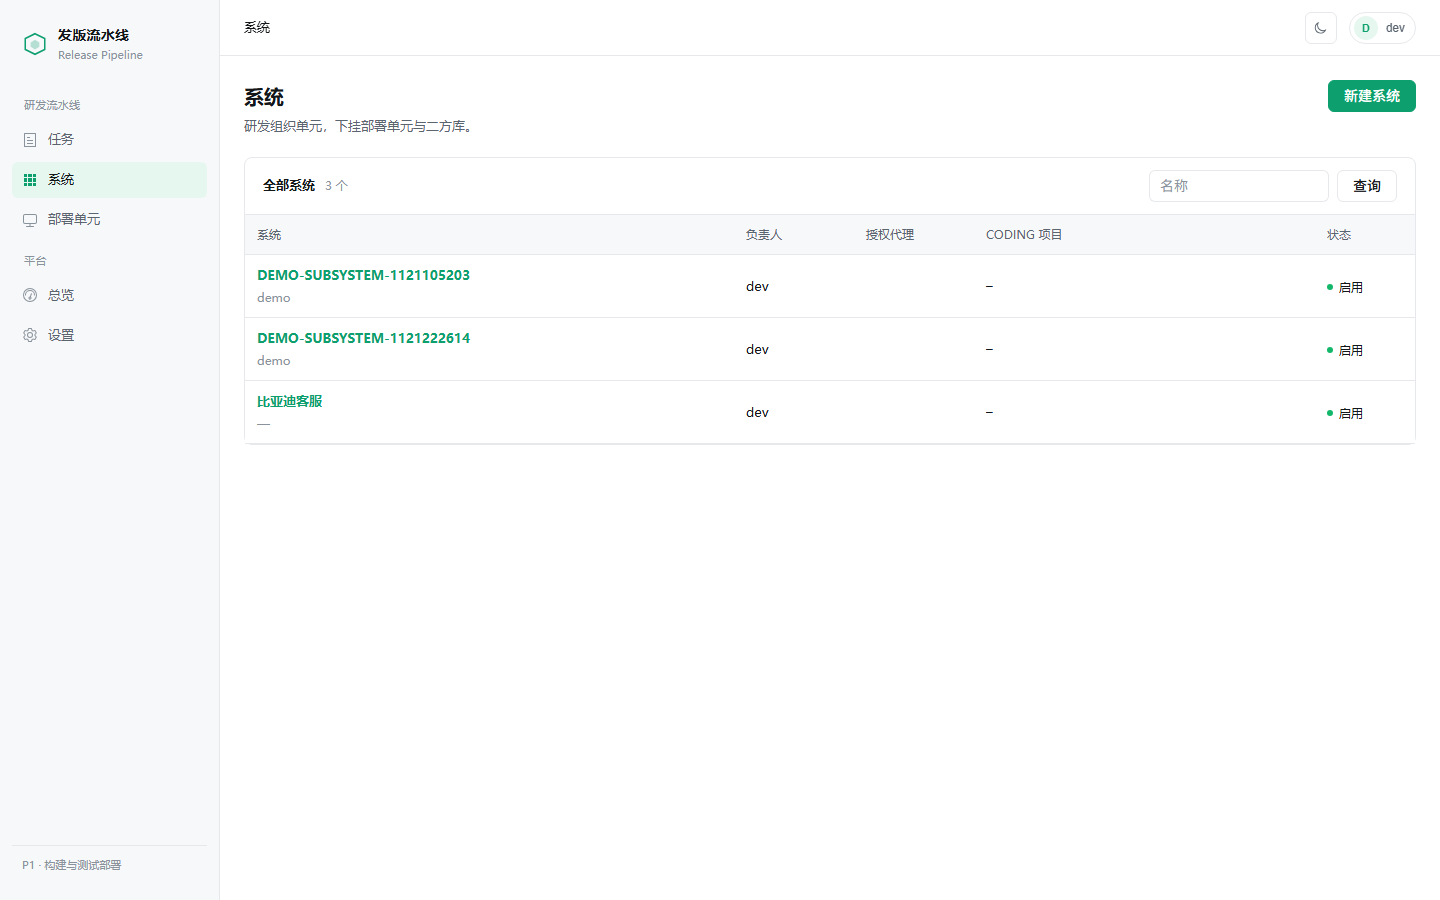 发版流水线
Release Pipeline
研发流水线
任务
系统
部署单元
平台
总览
设置
P1 · 构建与测试部署
系统
D dev
系统
新建系统
研发组织单元，下挂部署单元与二方库。
全部系统 3 个
名称 查询
系统 负责人 授权代理 CODING 项目 状态
DEMO-SUBSYSTEM-1121105203
demo
dev – 启用
DEMO-SUBSYSTEM-1121222614
demo
dev – 启用
比亚迪客服
—
dev – 启用